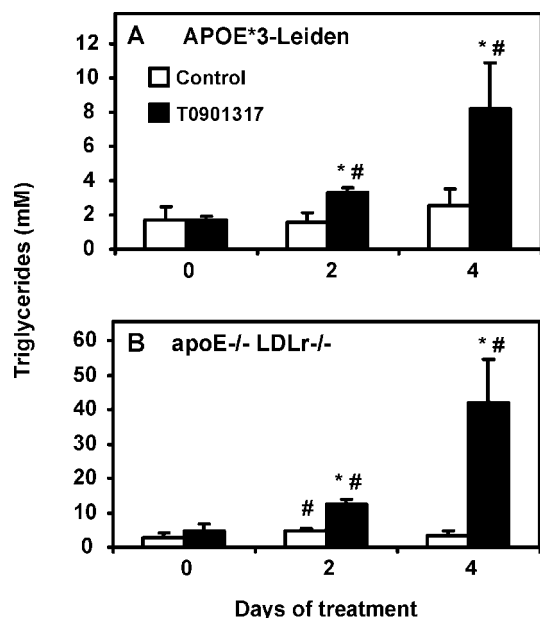 A APOE*3-Leiden
Control
T0901317
Triglycerides (mM)
12
10
8
6
4
2
0
* #
* #
0 2 4
B apoE-/- LDLr-/-
60
50
40
30
20
10
0
#
* #
* #
0 2 4
Days of treatment